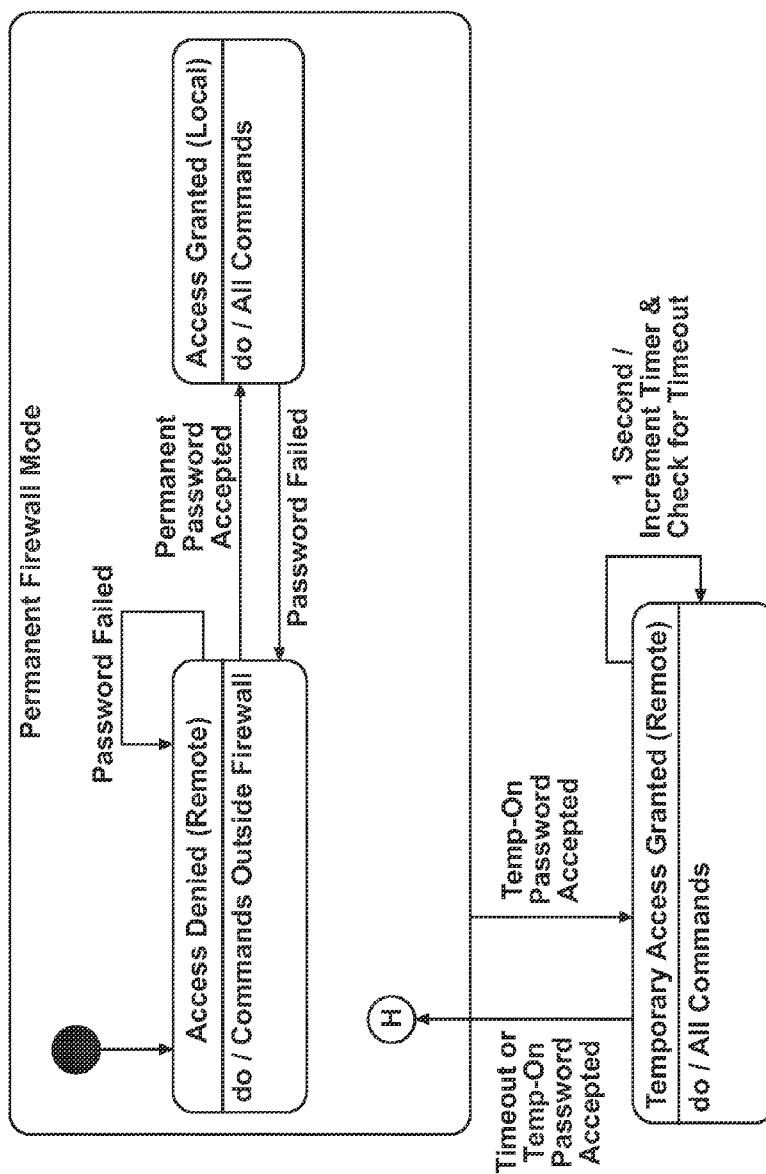 Permanent Firewall Mode
Password Failed
Access Denied (Remote)
do / Commands Outside Firewall
Permanent
Password
Accepted
Password Failed
Access Granted (Local)
do / All Commands
H
Timeout or
Temp-On
Password
Accepted
Temp-On
Password
Accepted
Temporary Access Granted (Remote)
do / All Commands
1 Second /
Increment Timer &
Check for Timeout